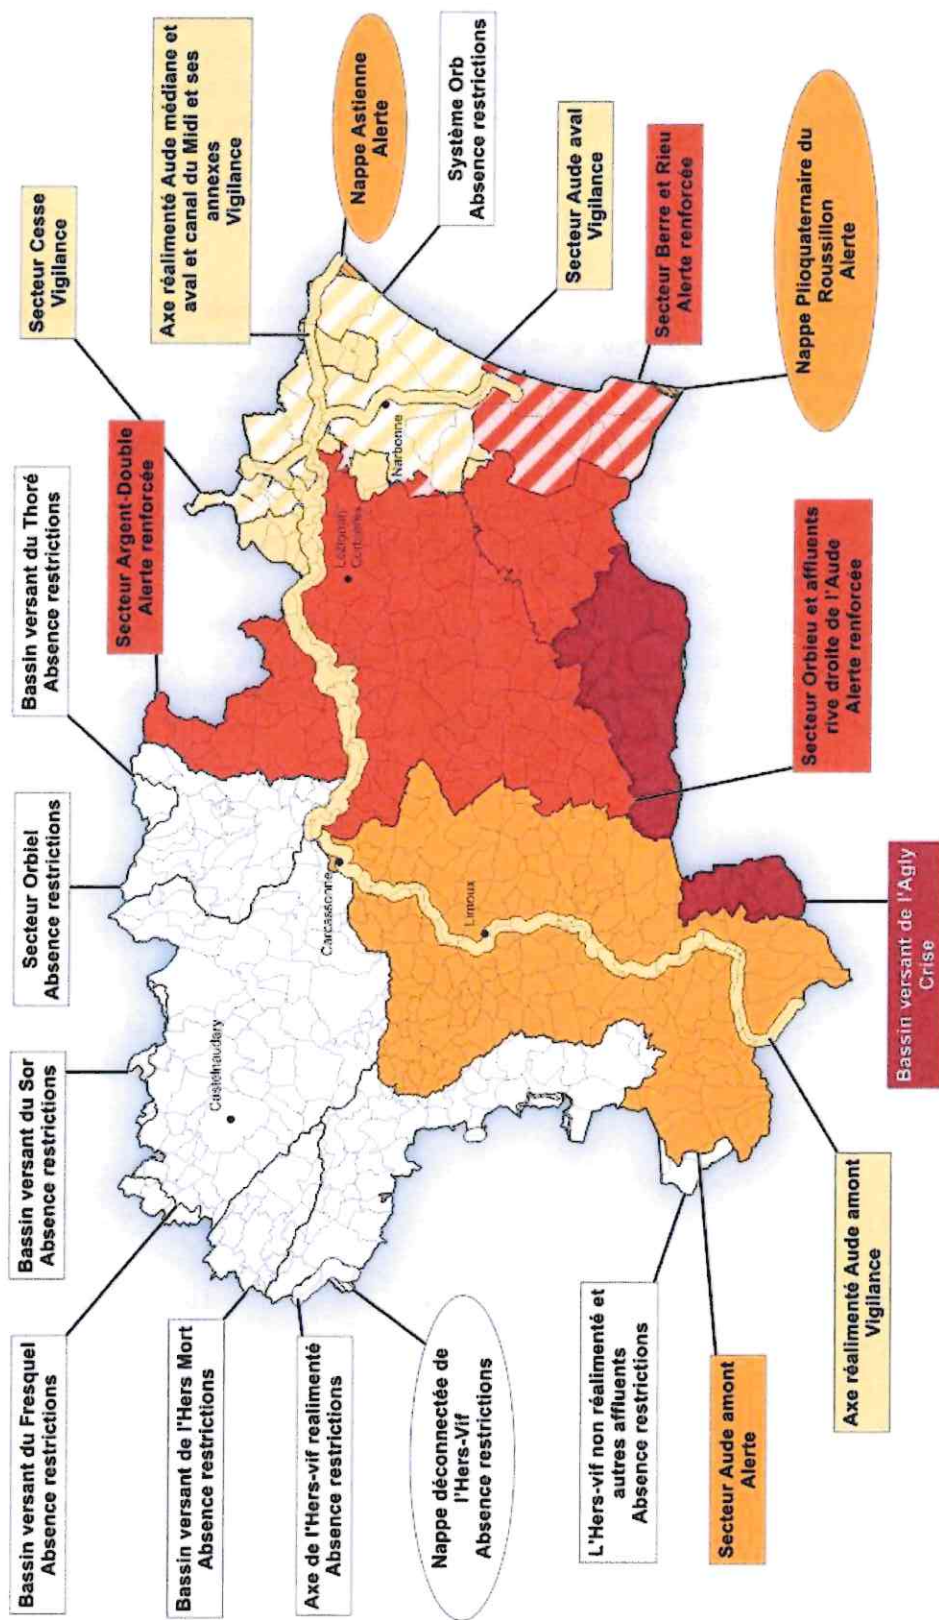 Bassin versant du Fresquel
Absence restrictions
Bassin versant du Sor
Absence restrictions
Secteur Orbiel
Absence restrictions
Bassin versant du Thoré
Absence restrictions
Secteur Argent-Double
Alerte renforcée
Secteur Cesse
Vigilance
Axe réalimenté Aude médiane et
aval et canal du Midi et ses
annexes
Vigilance
Bassin versant de l'Hers Mort
Absence restrictions
Castelnaudary
Nappe Astienne
Alerte
Axe de l'Hers-vif realimenté
Absence restrictions
Carcassonne
Lézignan
Corbières
Narbonne
Système Orb
Absence restrictions
Nappe déconnectée de
l'Hers-Vif
Absence restrictions
Limoux
Secteur Aude aval
Vigilance
L'Hers-vif non réalimenté et
autres affluents
Absence restrictions
Secteur Berre et Rieu
Alerte renforcée
Secteur Aude amont
Alerte
Secteur Orbieu et affluents
rive droite de l'Aude
Alerte renforcée
Nappe Plioquaternaire du
Roussillon
Alerte
Axe réalimenté Aude amont
Vigilance
Bassin versant de l'Agly
Crise